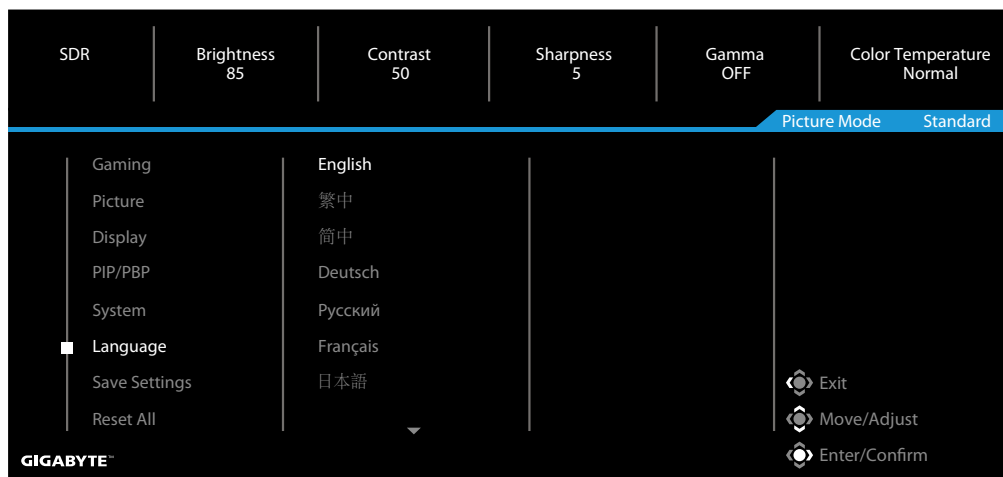 SDR
Brightness
85
Contrast
50
Sharpness
5
Gamma
OFF
Color Temperature
Normal
Picture Mode Standard
Gaming
Picture
Display
PIP/PBP
System
Language
Save Settings
Reset All
English
繁中
简中
Deutsch
Русский
Français
日本語
Exit
Move/Adjust
Enter/Confirm
GIGABYTE™